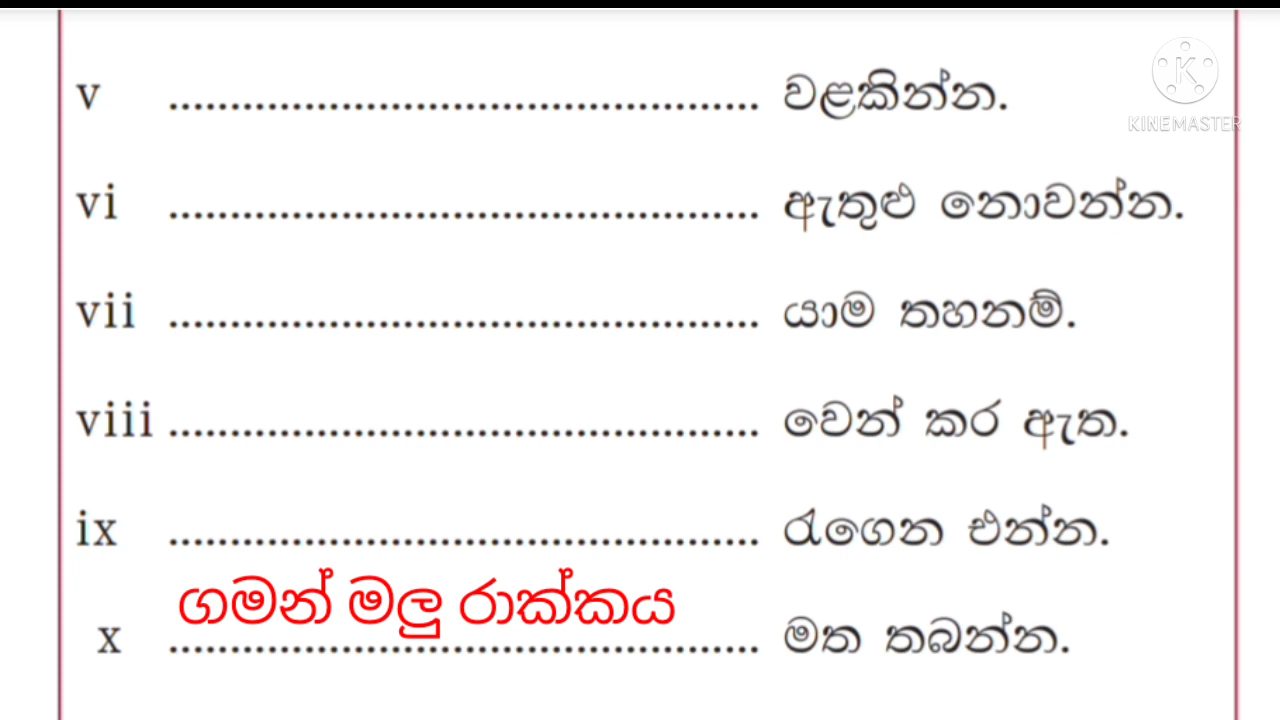 v ................................................ වළකින්න.
vi ................................................ ඇතුළු නොවන්න.
vii ................................................ යාම තහනම්.
viii ................................................ වෙන් කර ඇත.
ix ................................................ රැගෙන එන්න.
ගමන් මලු රාක්කය
x ................................................ මත තබන්න.
K
KINEMASTER